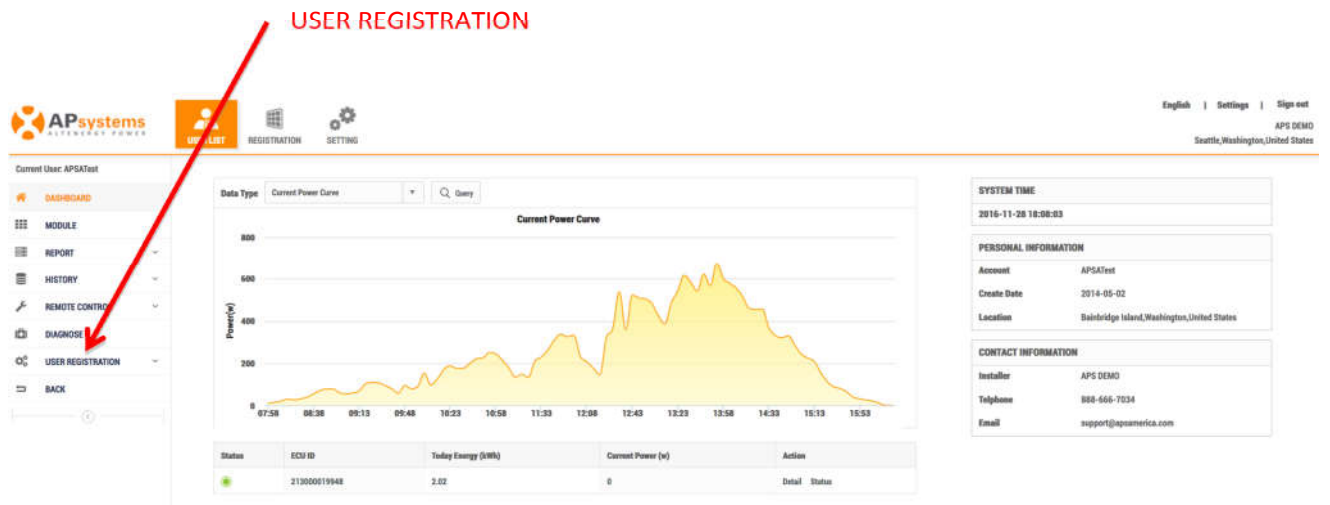 USER REGISTRATION
APsystems
ALTENERGY POWER
USER LIST
REGISTRATION
SETTING
English | Settings | Sign out
APS DEMO
Seattle,Washington,United States
Current User: APSATest
DASHBOARD
MODULE
REPORT
HISTORY
REMOTE CONTROL
DIAGNOSE
USER REGISTRATION
BACK
Data Type Current Power Curve Query
Current Power Curve
Power(w)
800
600
400
200
0
07:58 08:38 09:13 09:48 10:23 10:58 11:33 12:08 12:43 13:23 13:58 14:33 15:13 15:53
Status ECU ID Today Energy (kWh) Current Power (w) Action
213000019948 2.02 0 Detail Status
SYSTEM TIME
2016-11-28 18:08:03
PERSONAL INFORMATION
Account APSATest
Create Date 2014-05-02
Location Bainbridge Island,Washington,United States
CONTACT INFORMATION
Installer APS DEMO
Telphone 888-666-7034
Email support@apsamerica.com